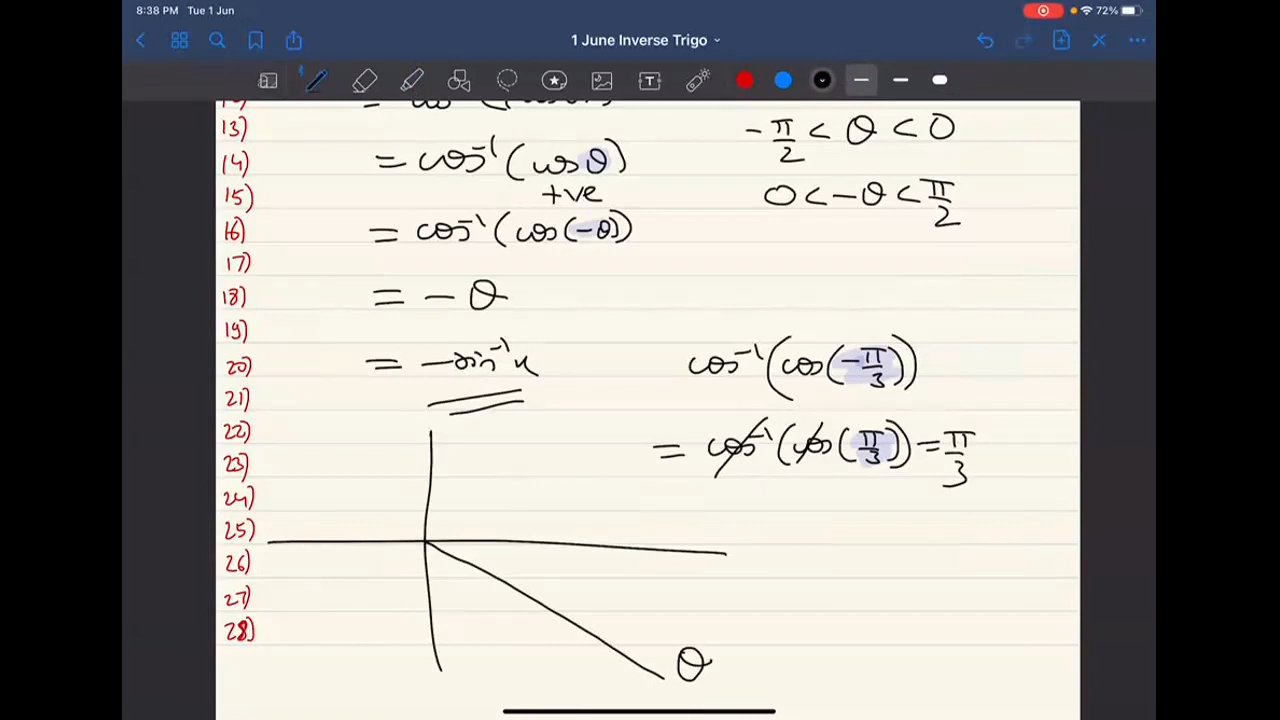 8:38 PM Tue 1 Jun
72%
1 June Inverse Trigo
13)
- π/2 < θ < 0
14) = cos⁻¹(cosθ)
15) +ve
0 < -θ < π/2
16) = cos⁻¹(cos(-θ))
17)
18) = - θ
19)
20) = -sin⁻¹x
cos⁻¹(cos(-π/3))
21)
22)
= cos⁻¹(cos(π/3)) = π/3
23)
24)
25)
26)
27)
28)
θ